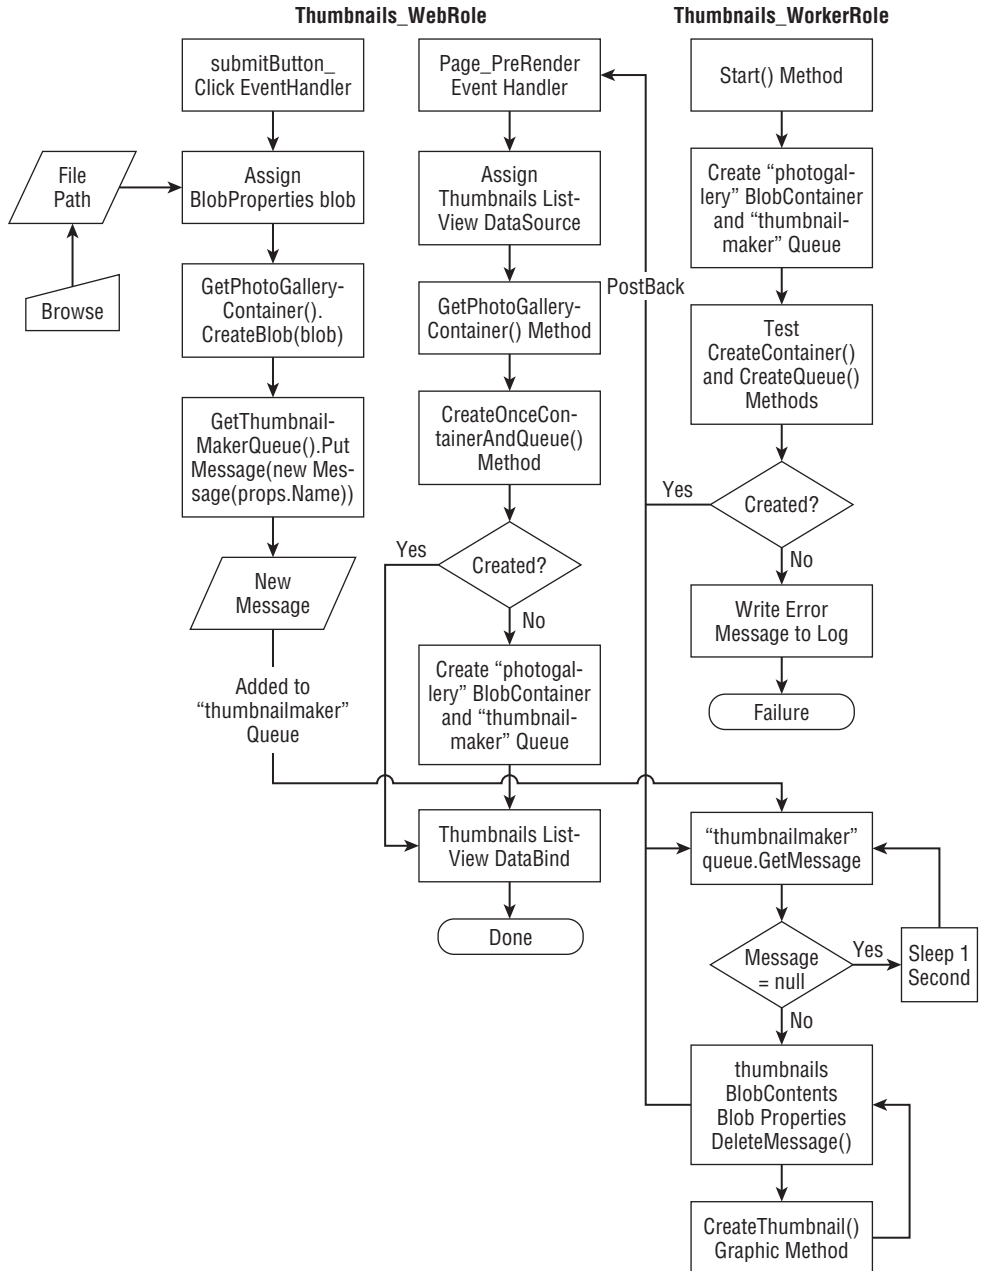 Thumbnails_WebRole
submitButton_
Click EventHandler
File
Path
Browse
Assign
BlobProperties blob
GetPhotoGallery-
Container().
CreateBlob(blob)
GetThumbnail-
MakerQueue().Put
Message(new Mes-
sage(props.Name))
New
Message
Added to
“thumbnailmaker”
Queue
Page_PreRender
Event Handler
Assign
Thumbnails List-
View DataSource
GetPhotoGallery-
Container() Method
CreateOnceCon-
tainerAndQueue()
Method
Yes
Created?
No
Create “photogal-
lery” BlobContainer
and “thumbnail-
maker” Queue
Thumbnails List-
View DataBind
Done
PostBack
Thumbnails_WorkerRole
Start() Method
Create “photogal-
lery” BlobContainer
and “thumbnail-
maker” Queue
Test
CreateContainer()
and CreateQueue()
Methods
Yes
Created?
No
Write Error
Message to Log
Failure
“thumbnailmaker”
queue.GetMessage
Message
= null
Yes
Sleep 1
Second
No
thumbnails
BlobContents
Blob Properties
DeleteMessage()
CreateThumbnail()
Graphic Method